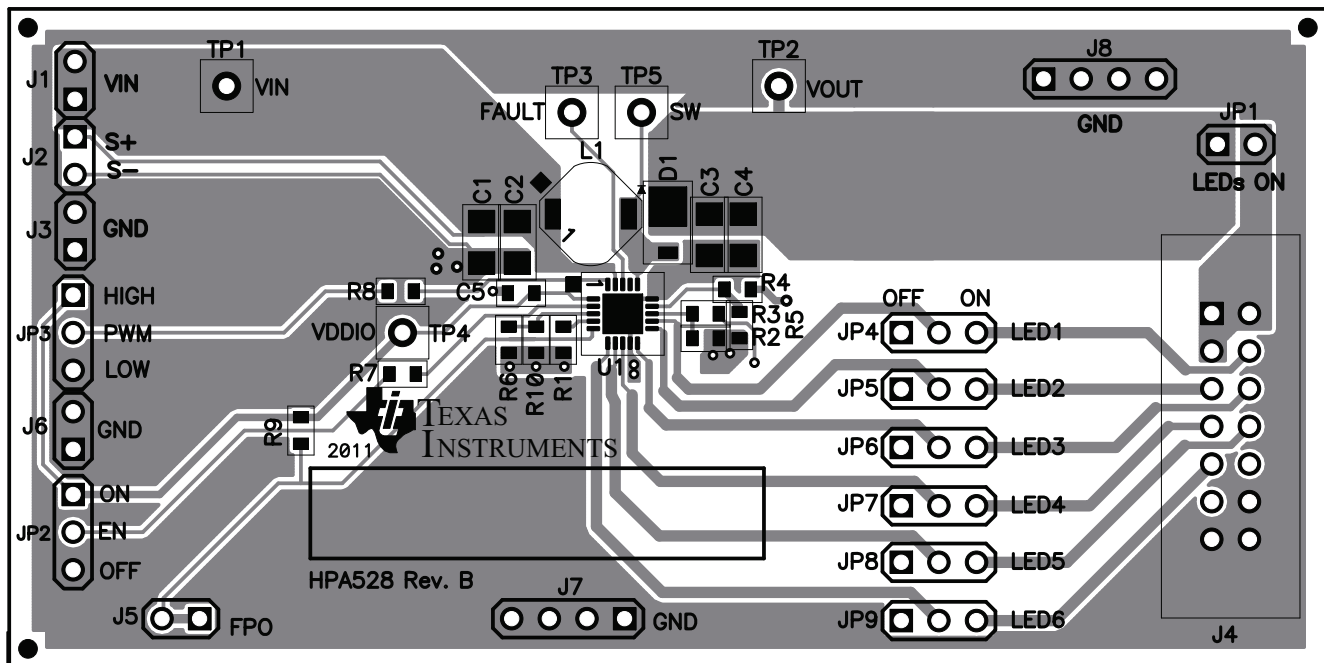 TP1
VIN
J1
VIN
J2
S+
S-
J3
GND
JP3
HIGH
PWM
LOW
J6
GND
JP2
ON
EN
OFF
J5
FPO
TP3
FAULT
TP5
SW
TP2
VOUT
J8
GND
JP1
LEDs ON
L1
1
D1
C1
C2
C3
C4
R8
C5
1
VDDIO
TP4
R7
R9
R6
R10
R1
U1
R4
R3
R2
R5
2011
TEXAS
INSTRUMENTS
HPA528 Rev. B
J7
GND
OFF
ON
JP4
LED1
JP5
LED2
JP6
LED3
JP7
LED4
JP8
LED5
JP9
LED6
J4